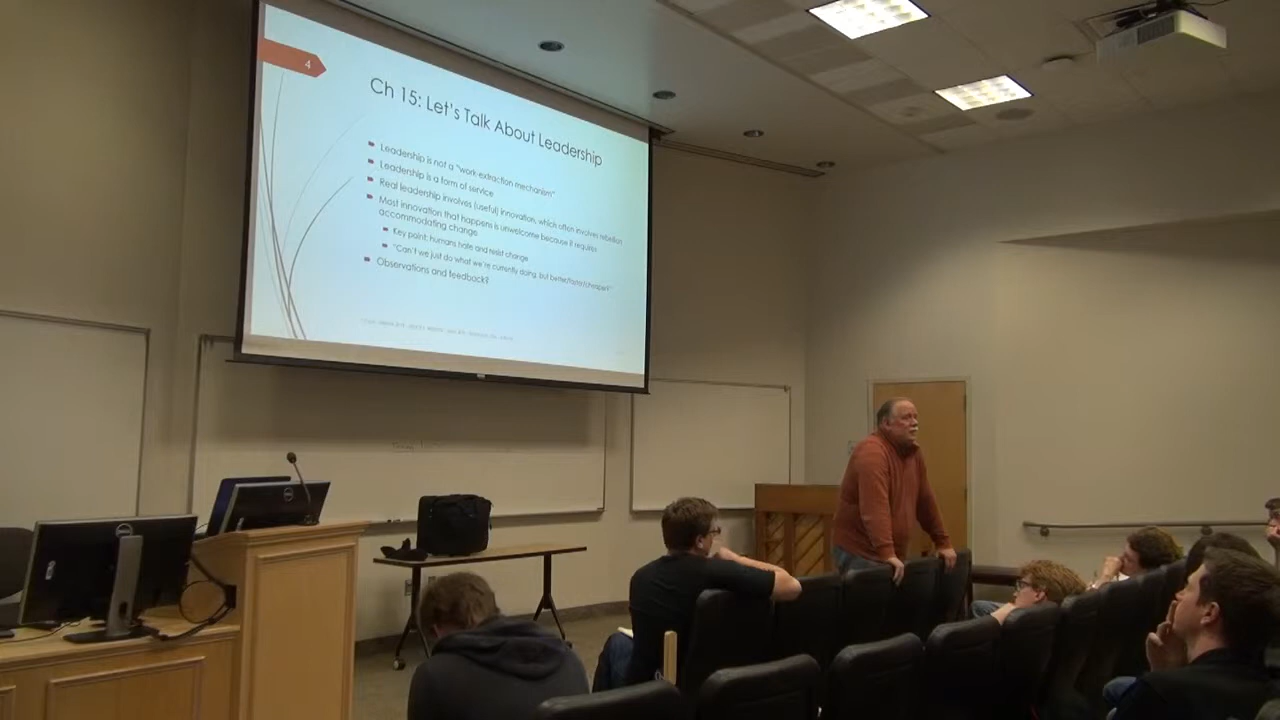 4
Ch 15: Let's Talk About Leadership
Leadership is not a "work-extraction mechanism"
Leadership is a form of service
Real leadership involves (useful) innovation, which often involves rebellion
Most innovation that happens is unwelcome because it requires
accommodating change
Key point: humans hate and resist change
"Can't we just do what we're currently doing, but better/faster/cheaper?"
Observations and feedback?
DELL